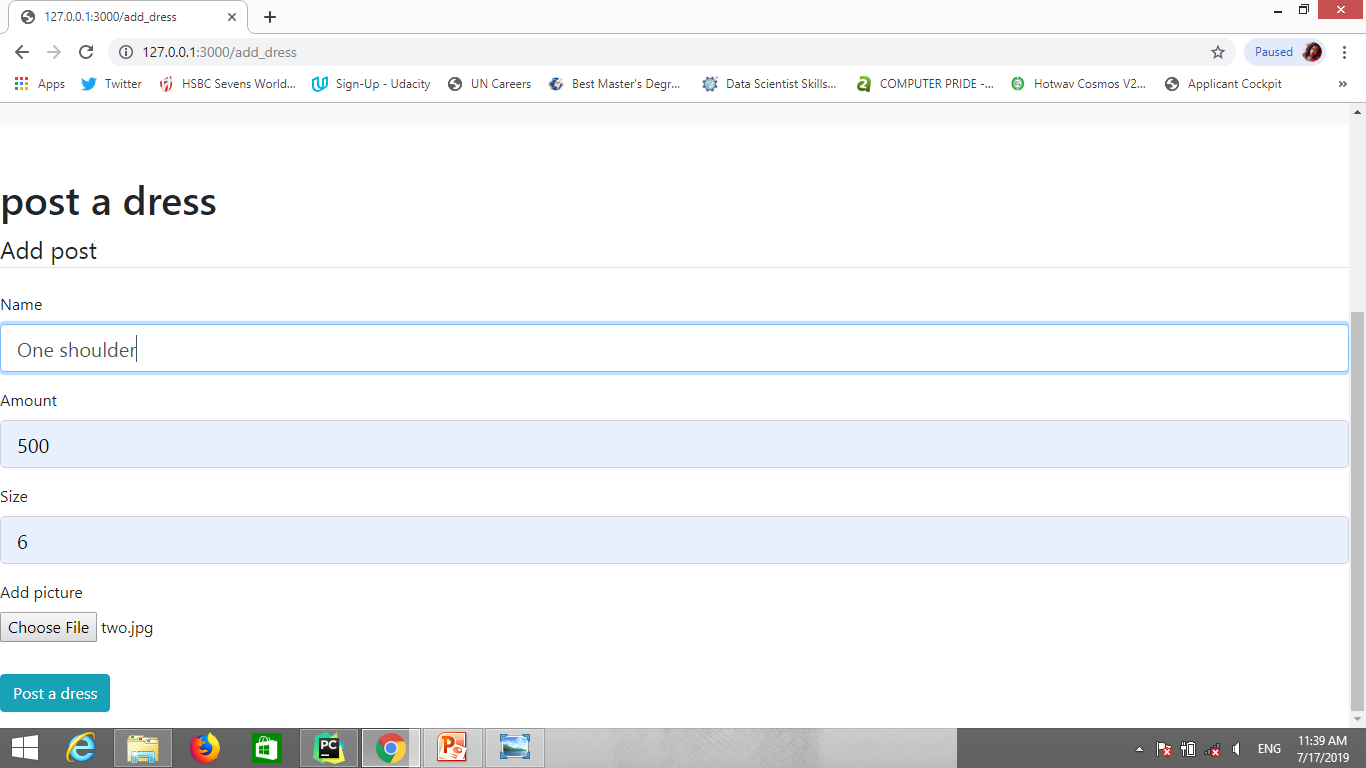 127.0.0.1:3000/add_dress
127.0.0.1:3000/add_dress
Paused
Apps Twitter HSBC Sevens World... Sign-Up - Udacity UN Careers Best Master's Degr... Data Scientist Skills... COMPUTER PRIDE -... Hotwav Cosmos V2... Applicant Cockpit »
post a dress
Add post
Name
One shoulder
Amount
500
Size
6
Add picture
Choose File two.jpg
Post a dress
PC
ENG
11:39 AM
7/17/2019